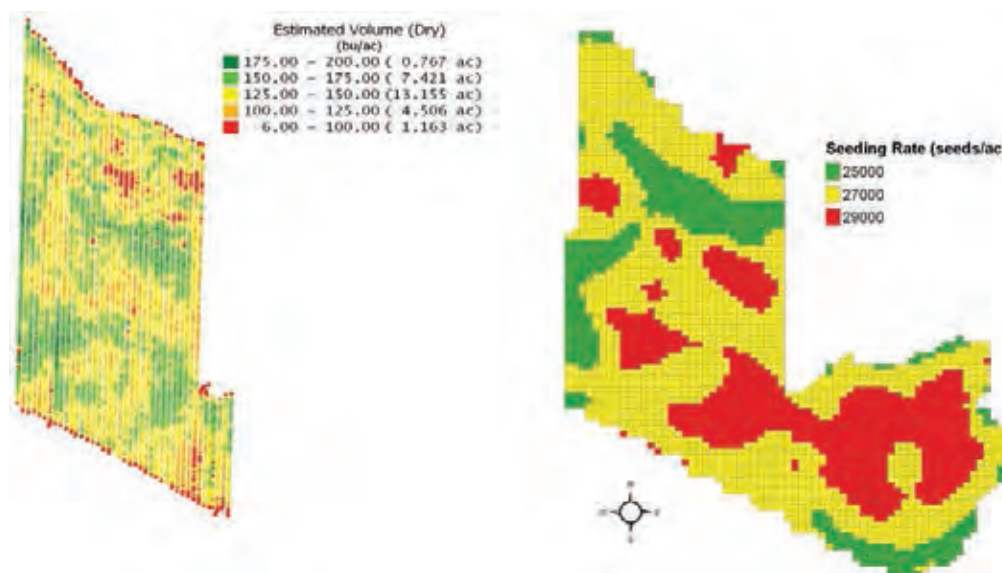 Estimated Volume (Dry)
(bu/ac)
175.00 - 200.00 ( 0.767 ac)
150.00 - 175.00 ( 7.421 ac)
125.00 - 150.00 (13.155 ac)
100.00 - 125.00 ( 4.506 ac)
6.00 - 100.00 ( 1.163 ac)
Seeding Rate (seeds/ac
25000
27000
29000